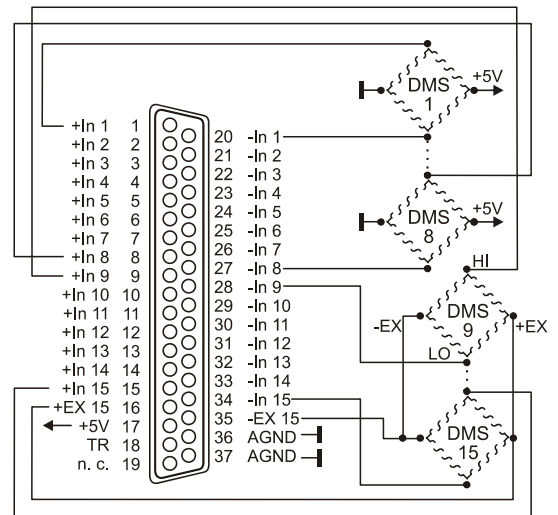 +In 1 1
+In 2 2
+In 3 3
+In 4 4
+In 5 5
+In 6 6
+In 7 7
+In 8 8
+In 9 9
+In 10 10
+In 11 11
+In 12 12
+In 13 13
+In 14 14
+In 15 15
+EX 15 16
+5V 17
TR 18
n. c. 19
20 -In 1
21 -In 2
22 -In 3
23 -In 4
24 -In 5
25 -In 6
26 -In 7
27 -In 8
28 -In 9
29 -In 10
30 -In 11
31 -In 12
32 -In 13
33 -In 14
34 -In 15
35 -EX 15
36 AGND
37 AGND
DMS
1
+5V
DMS
8
+5V
HI
DMS
9
-EX
+EX
LO
DMS
15